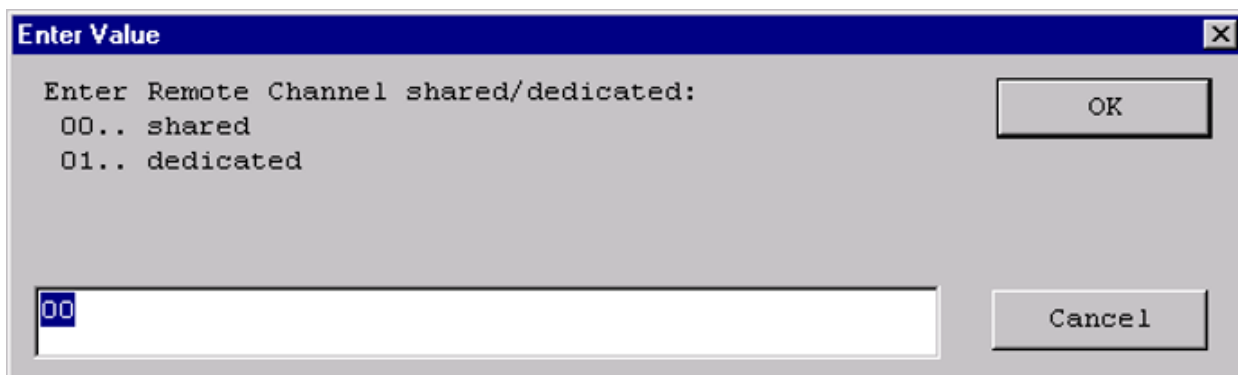 Enter Value
Enter Remote Channel shared/dedicated:
00.. shared
01.. dedicated
OK
00
Cancel